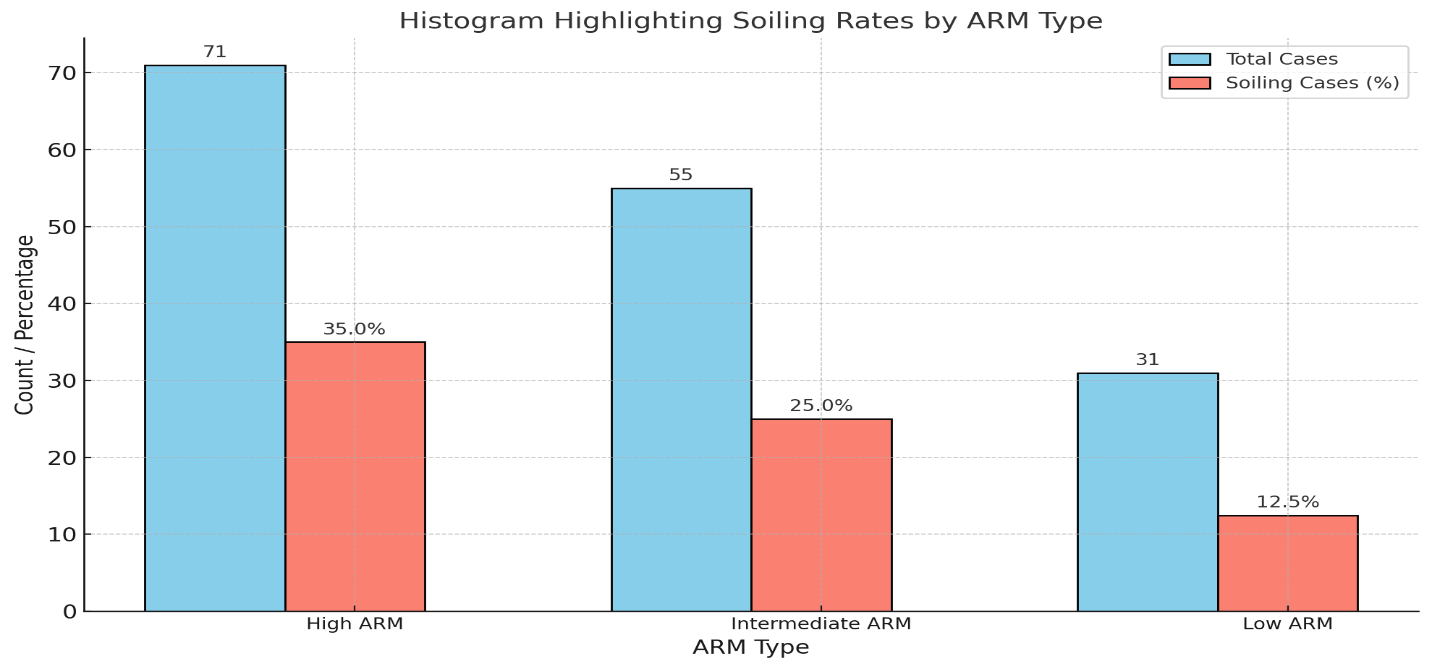 Histogram Highlighting Soiling Rates by ARM Type
71
Total Cases
Soiling Cases (%)
70
60
55
50
Count / Percentage
40
35.0%
31
30
25.0%
20
12.5%
10
0
High ARM
Intermediate ARM
Low ARM
ARM Type